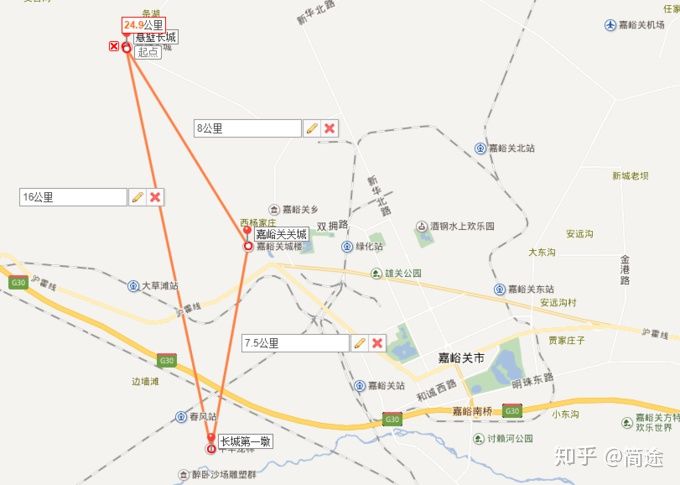 新华北路
嘉峪关机场
24.9公里
悬壁长城
起点
8公里
嘉峪关北站
16公里
新城老坝
新华北路
嘉峪关乡
西杨家庄
双拥路
酒钢水上欢乐园
安远沟
嘉峪关关城
嘉峪关城楼
绿化站
大东沟
金港路
雄关公园
沪霍线
G30
大草滩站
嘉峪关东站
安远沟村
沪霍线
沪霍线
贾家庄子
7.5公里
嘉峪关市
G30
边墙滩
嘉峪关站
和诚西路
明珠东路
春风站
G30
嘉峪南桥
G30
小东沟
嘉峪关方特
欢乐世界
长城第一墩
讨赖河公园
醉卧沙场雕塑群
知乎 @简途